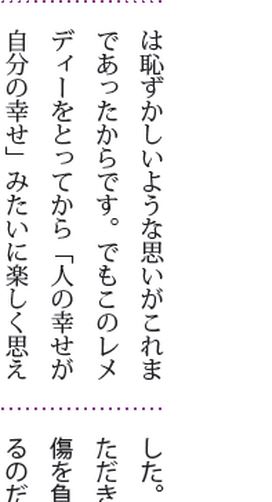 は恥ずかしいような思いがこれま
であったからです。でもこのレメ
ディーをとってから「人の幸せが
自分の幸せ」みたいに楽しく思え
した。
ただき
傷を負
るのだ